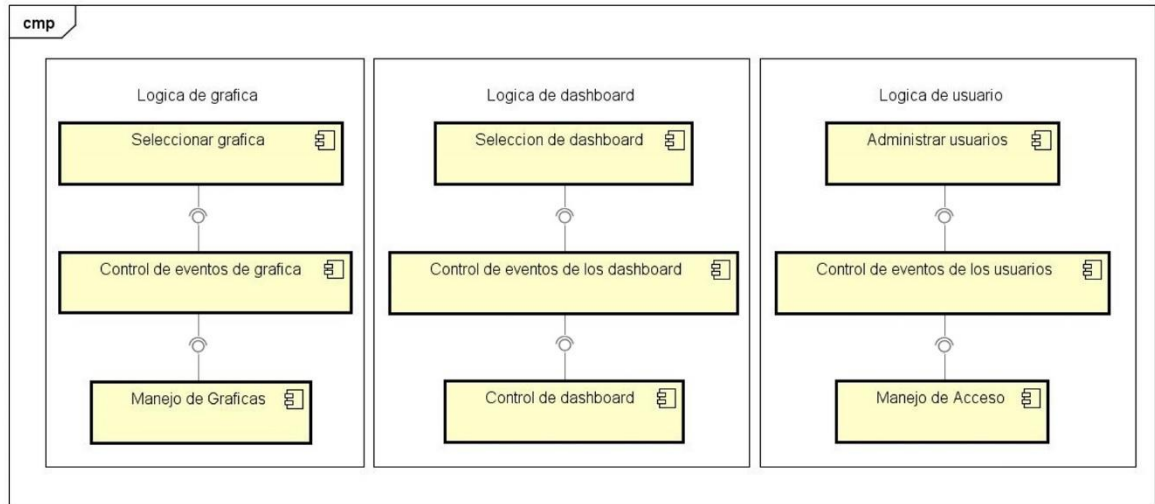 cmp
Logica de grafica
Seleccionar grafica
Control de eventos de grafica
Manejo de Graficas
Logica de dashboard
Seleccion de dashboard
Control de eventos de los dashboard
Control de dashboard
Logica de usuario
Administrar usuarios
Control de eventos de los usuarios
Manejo de Acceso